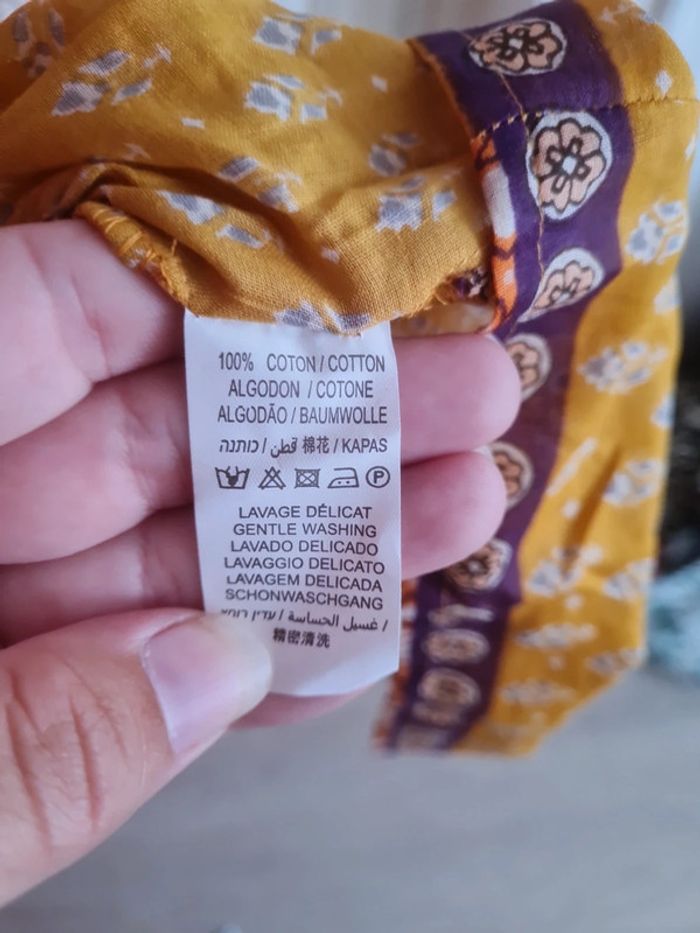 100% COTON / COTTON
ALGODON / COTONE
ALGODÃO / BAUMWOLLE
כותנה / قطن 棉花 / KAPAS
P
LAVAGE DÉLICAT
GENTLE WASHING
LAVADO DELICADO
LAVAGGIO DELICATO
LAVAGEM DELICADA
SCHONWASCHGANG
עדין / غسيل الحساسة /
精密清洗